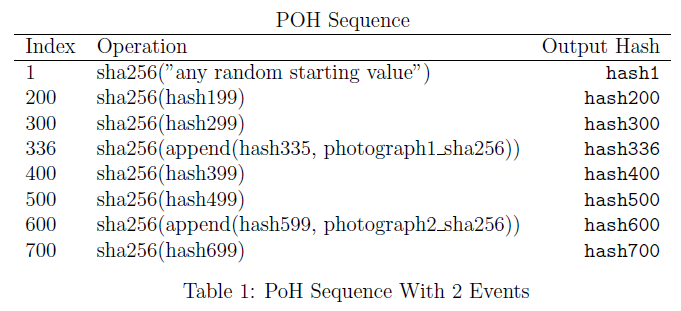 POH Sequence
Index Operation Output Hash
1 sha256("any random starting value") hash1
200 sha256(hash199) hash200
300 sha256(hash299) hash300
336 sha256(append(hash335, photograph1_sha256)) hash336
400 sha256(hash399) hash400
500 sha256(hash499) hash500
600 sha256(append(hash599, photograph2_sha256)) hash600
700 sha256(hash699) hash700
Table 1: PoH Sequence With 2 Events